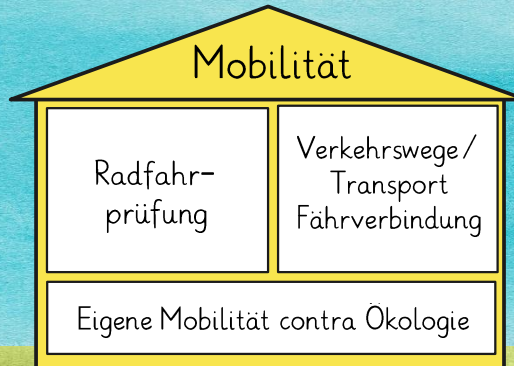 Mobilität
Radfahr-
prüfung
Verkehrswege/
Transport
Fährverbindung
Eigene Mobilität contra Ökologie